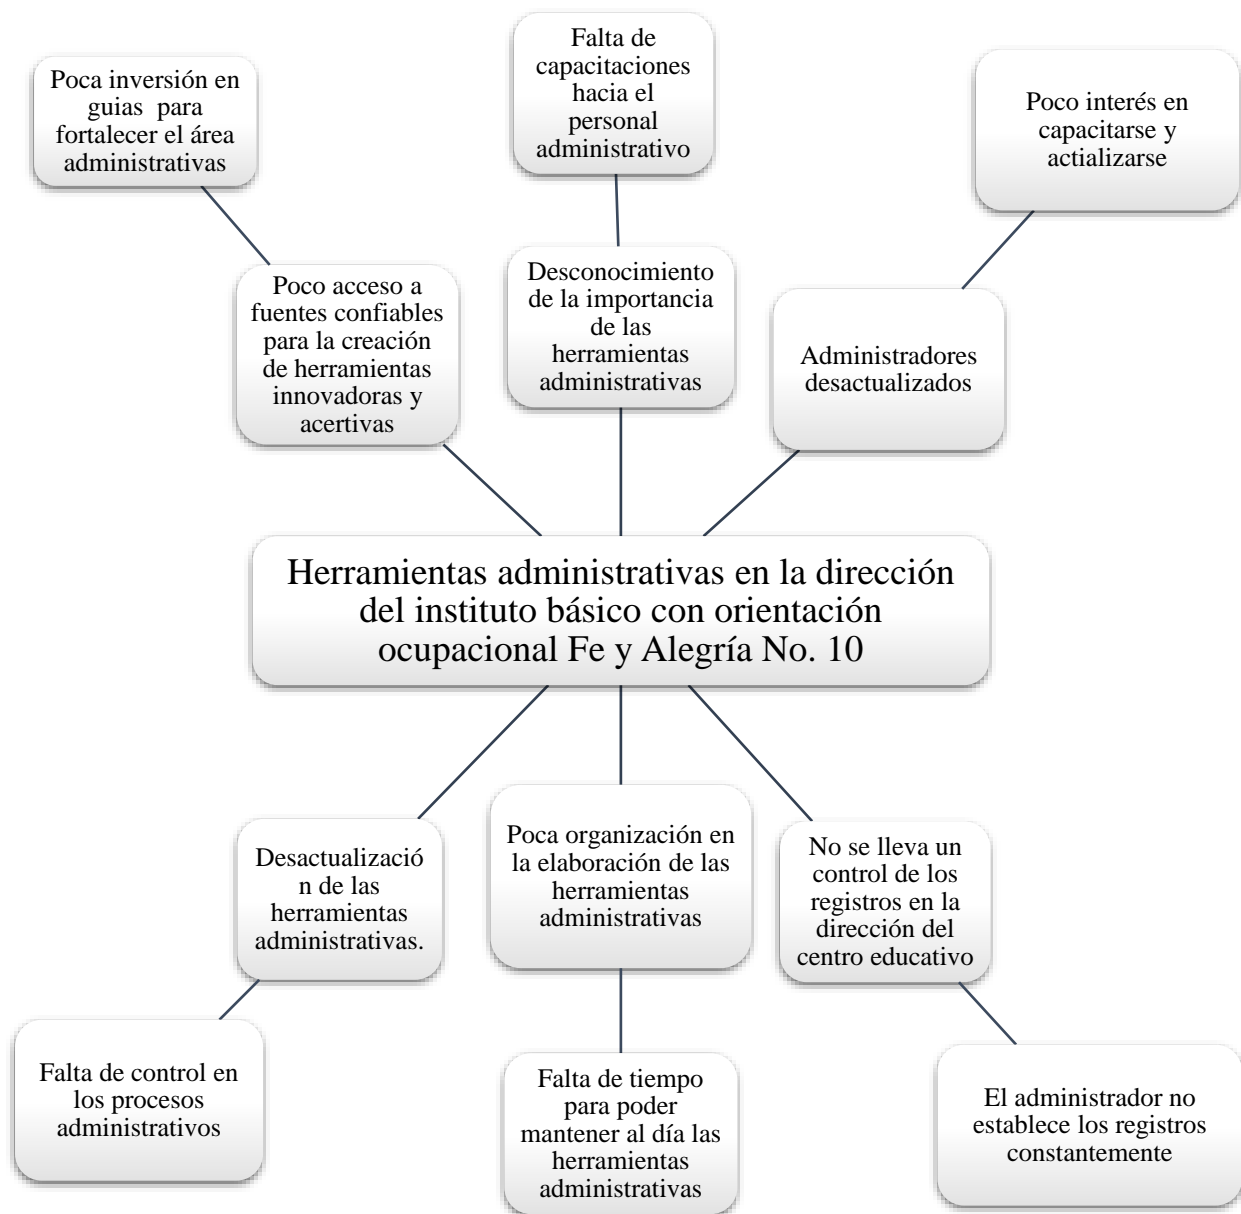 Falta de
capacitaciones
hacia el
personal
administrativo
Poca inversión en
guias para
fortalecer el área
administrativas
Poco interés en
capacitarse y
actializarse
Poco acceso a
fuentes confiables
para la creación
de herramientas
innovadoras y
acertivas
Desconocimiento
de la importancia
de las
herramientas
administrativas
Administradores
desactualizados
Herramientas administrativas en la dirección
del instituto básico con orientación
ocupacional Fe y Alegría No. 10
Desactualizació
n de las
herramientas
administrativas.
Poca organización en
la elaboración de las
herramientas
administrativas
No se lleva un
control de los
registros en la
dirección del
centro educativo
Falta de control en
los procesos
administrativos
Falta de tiempo
para poder
mantener al día las
herramientas
administrativas
El administrador no
establece los registros
constantemente